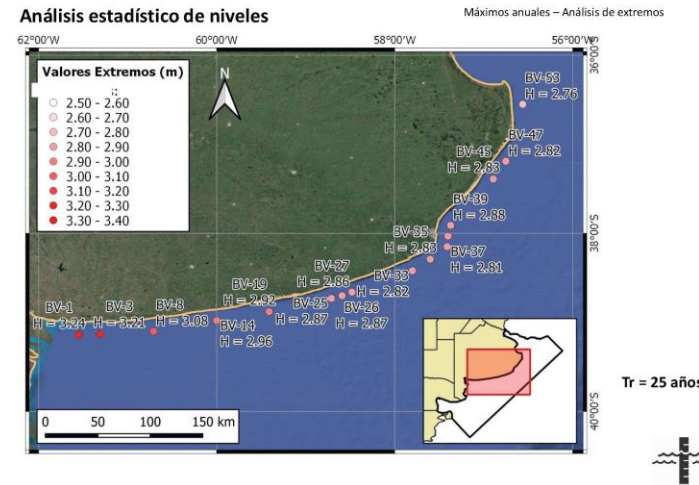 Análisis estadístico de niveles
Máximos anuales – Análisis de extremos
62°00'W
60°00'W
58°00'W
56°00'W
36°00'S
38°00'S
40°00'S
Valores Extremos (m)
2.50 - 2.60
2.60 - 2.70
2.70 - 2.80
2.80 - 2.90
2.90 - 3.00
3.00 - 3.10
3.10 - 3.20
3.20 - 3.30
3.30 - 3.40
N
BV-53
H = 2.76
BV-47
H = 2.82
BV-45
H = 2.83
BV-39
H = 2.88
BV-35
H = 2.83
BV-37
H = 2.81
BV-33
H = 2.82
BV-27
H = 2.86
BV-26
H = 2.87
BV-25
H = 2.87
BV-19
H = 2.92
BV-14
H = 2.96
BV-8
H = 3.08
BV-3
H = 3.21
BV-1
H = 3.24
0 50 100 150 km
Tr = 25 años